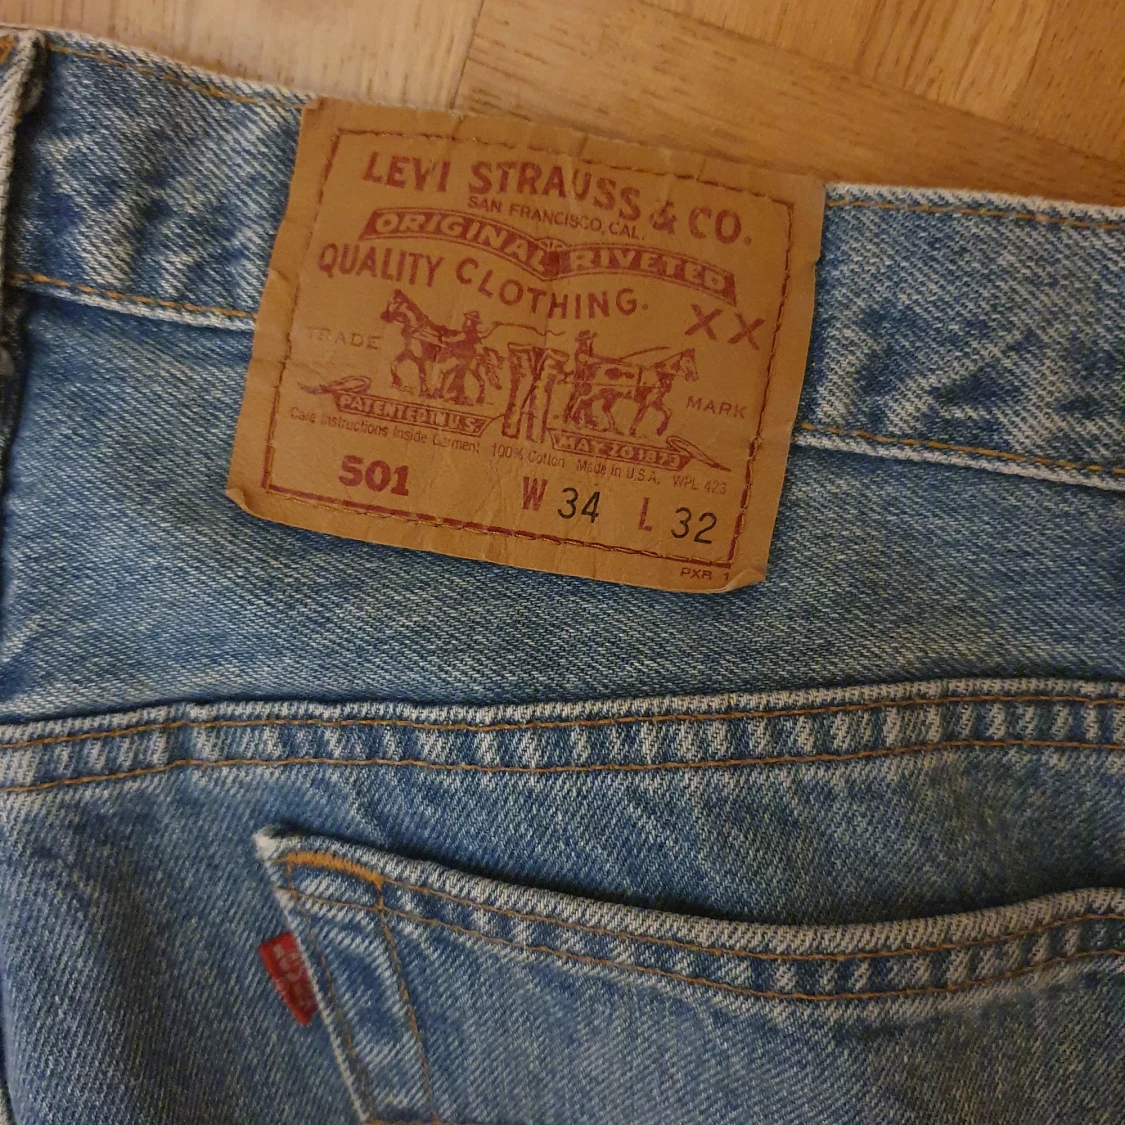 LEVI STRAUSS & CO.
SAN FRANCISCO, CAL.
ORIGINAL RIVETED
QUALITY CLOTHING.
XX
TRADE MARK
PATENTED IN U.S. MAY 20 1873
Care Instructions Inside Garment 100% Cotton Made in U.S.A. WPL 423
501 W 34 L 32
PXR 1